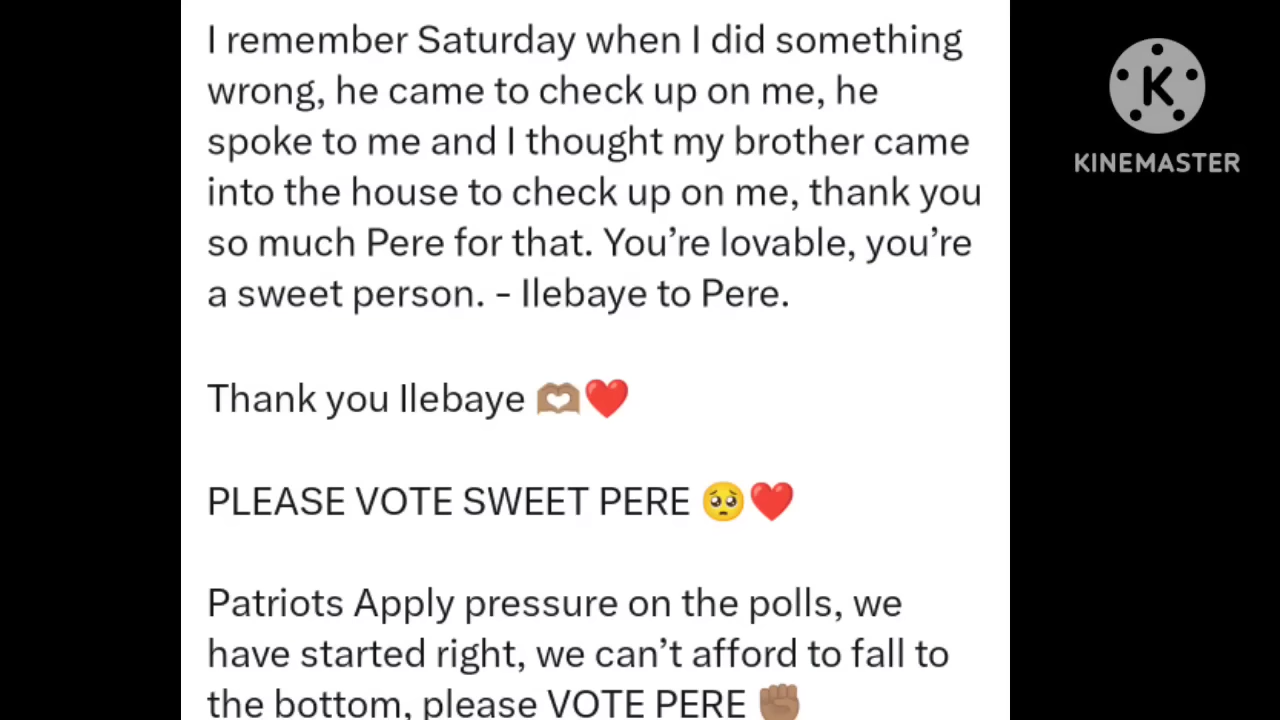 I remember Saturday when I did something
wrong, he came to check up on me, he
spoke to me and I thought my brother came
into the house to check up on me, thank you
so much Pere for that. You’re lovable, you’re
a sweet person. - Ilebaye to Pere.
Thank you Ilebaye 🫶🏽❤️
PLEASE VOTE SWEET PERE 🥺❤️
Patriots Apply pressure on the polls, we
have started right, we can’t afford to fall to
the bottom, please VOTE PERE ✊🏽
K
KINEMASTER